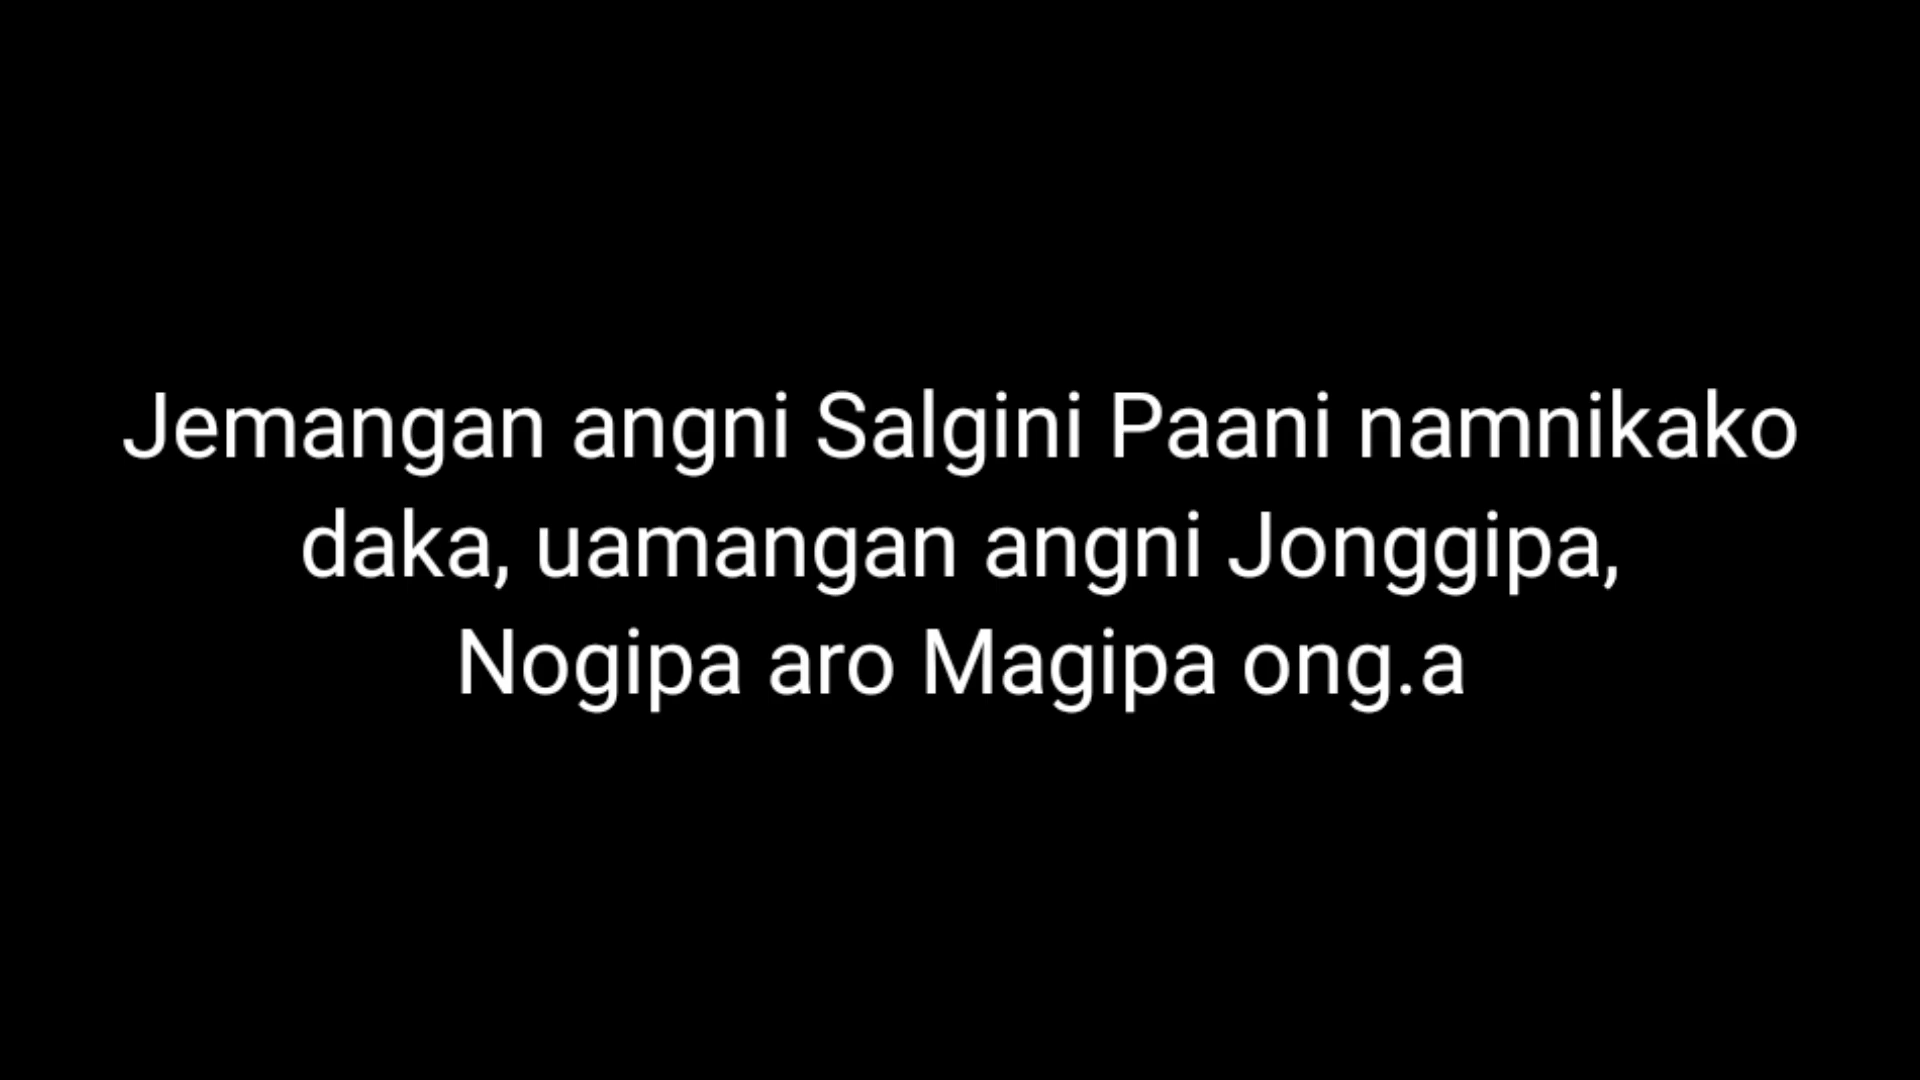 Jemangan angni Salgini Paani namnikako
daka, uamangan angni Jonggipa,
Nogipa aro Magipa ong.a